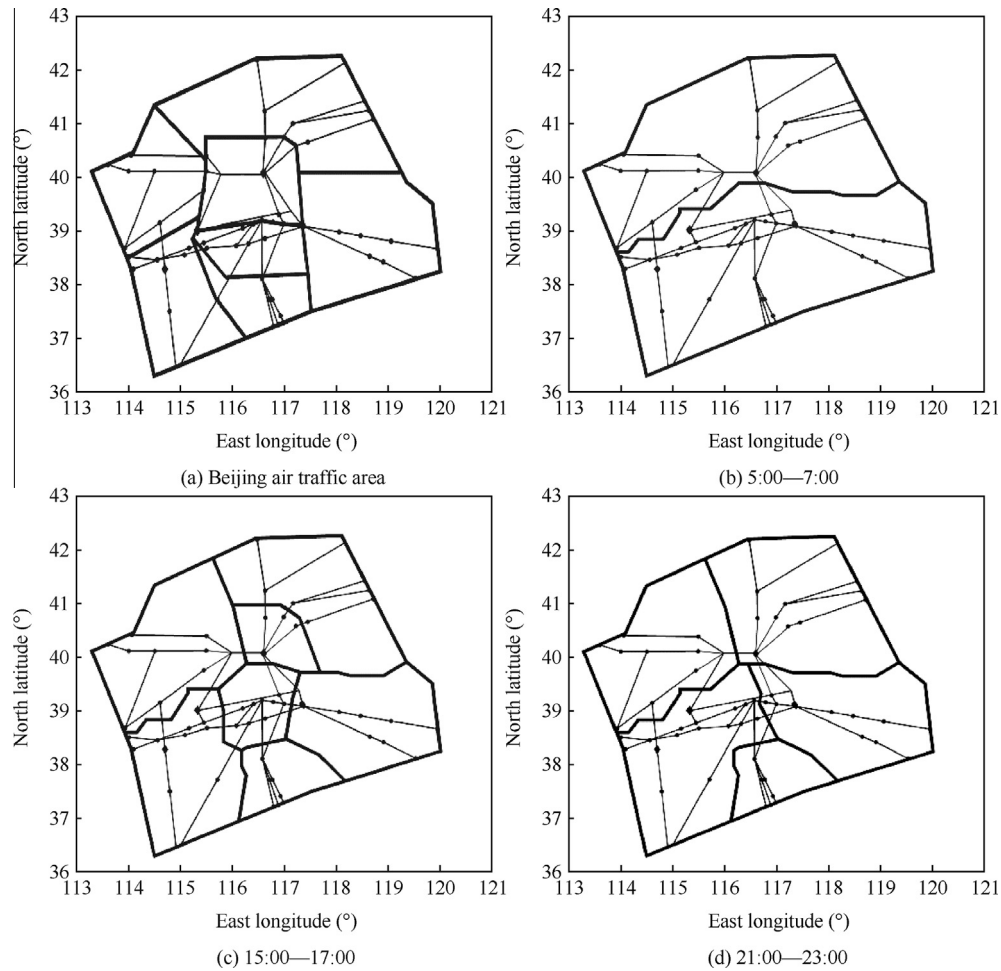 43
42
41
40
39
38
37
36
North latitude (°)
113 114 115 116 117 118 119 120 121
East longitude (°)
(a) Beijing air traffic area
43
42
41
40
39
38
37
36
North latitude (°)
113 114 115 116 117 118 119 120 121
East longitude (°)
(b) 5:00—7:00
43
42
41
40
39
38
37
36
North latitude (°)
113 114 115 116 117 118 119 120 121
East longitude (°)
(c) 15:00—17:00
43
42
41
40
39
38
37
36
North latitude (°)
113 114 115 116 117 118 119 120 121
East longitude (°)
(d) 21:00—23:00